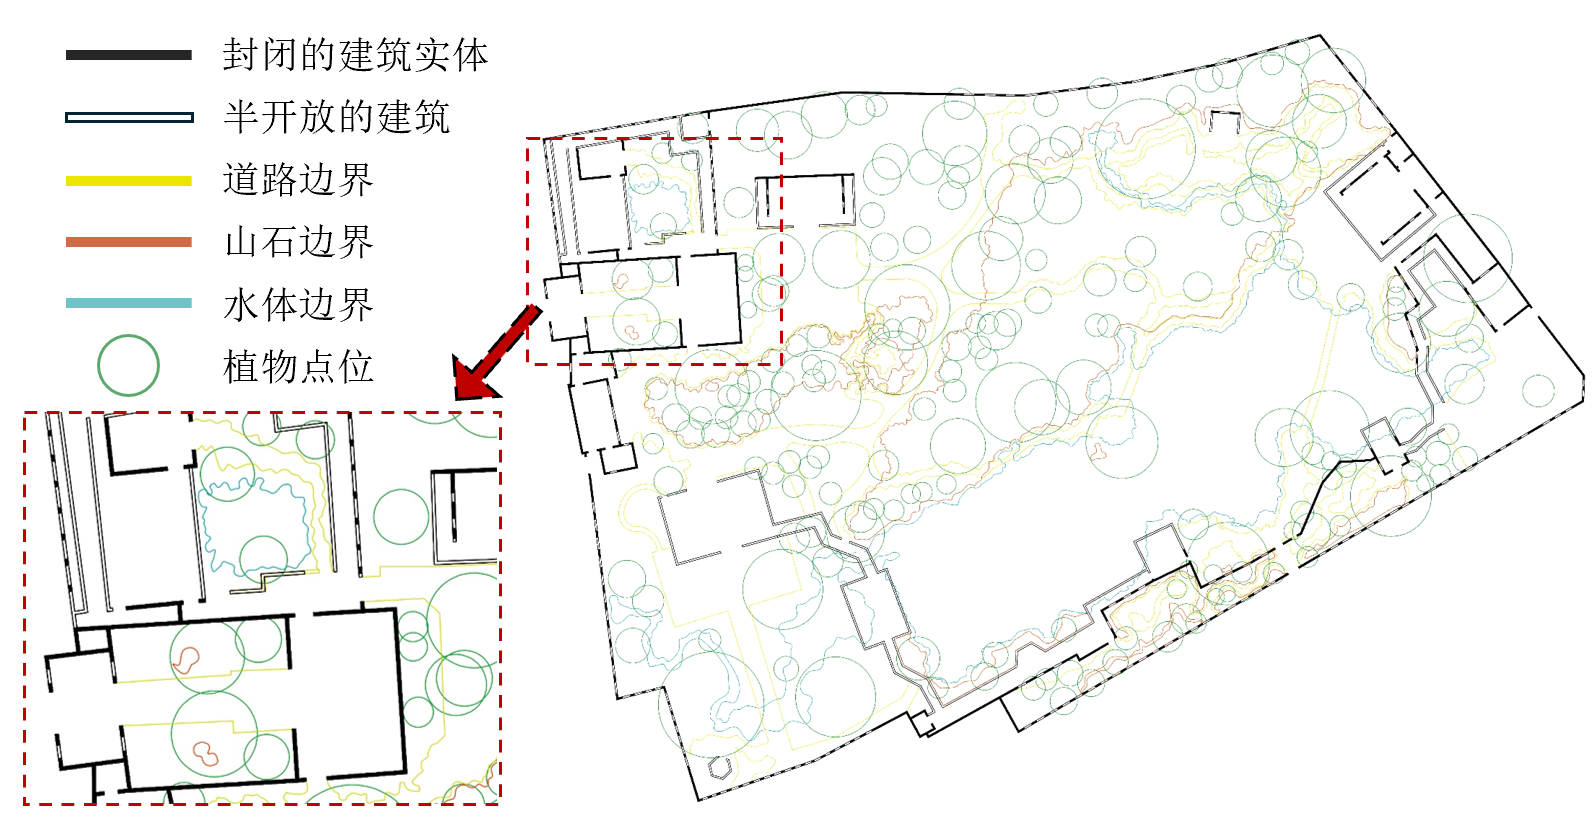 封闭的建筑实体
半开放的建筑
道路边界
山石边界
水体边界
植物点位